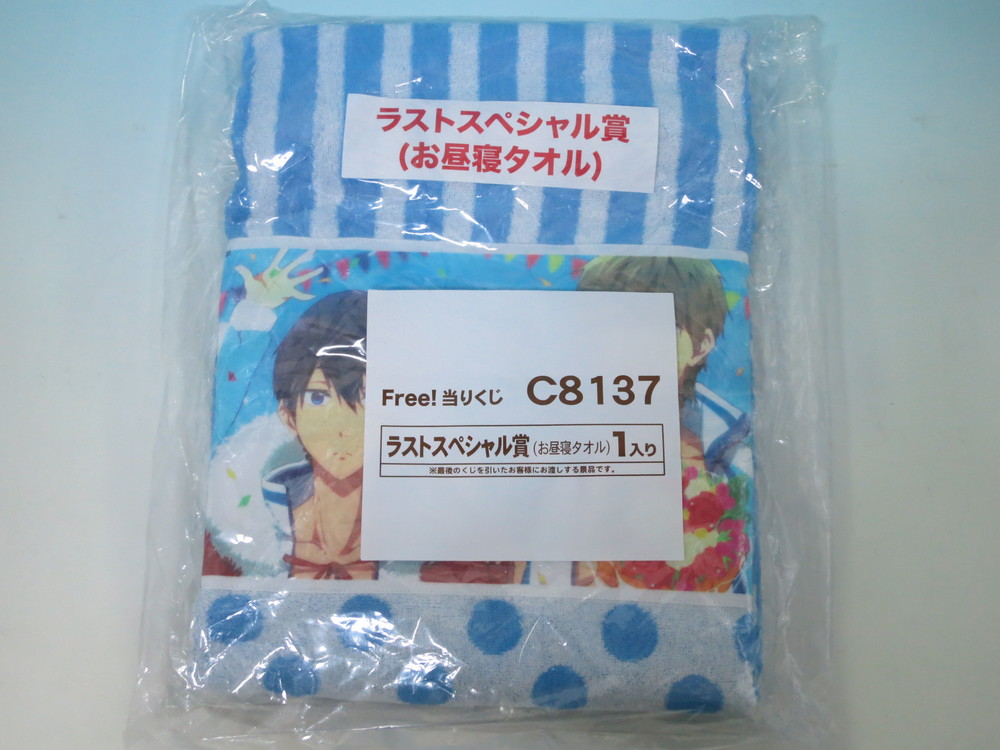 ラストスペシャル賞
(お昼寝タオル)
Free! 当りくじ C8137
ラストスペシャル賞(お昼寝タオル)1入り
※最後のくじを引いたお客様にお渡しする景品です。